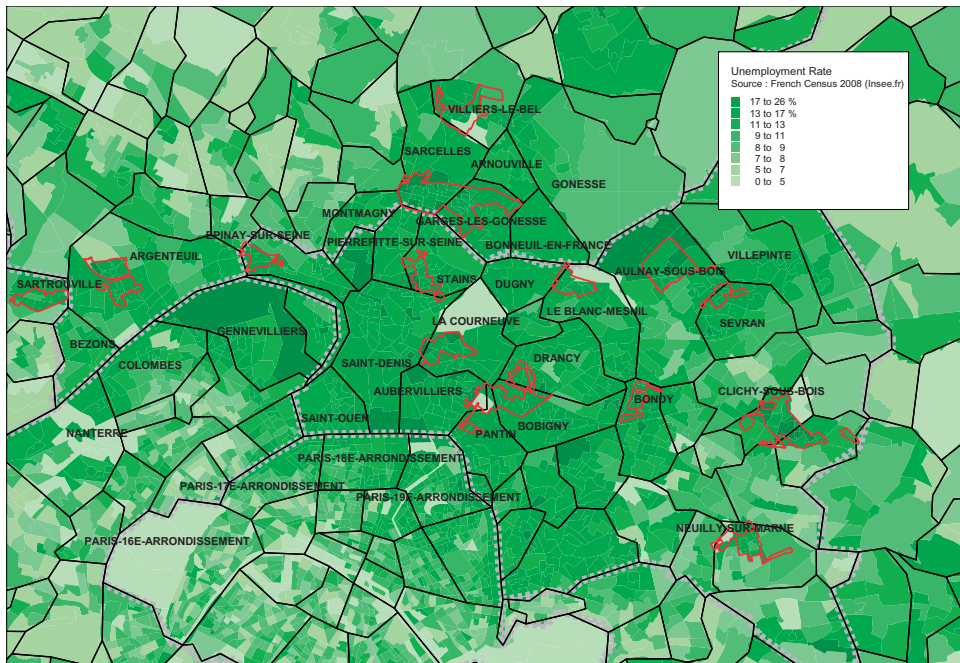 Unemployment Rate
Source : French Census 2008 (Insee.fr)
17 to 26 %
13 to 17 %
11 to 13
9 to 11
8 to 9
7 to 8
5 to 7
0 to 5
VILLIERS-LE-BEL
SARCELLES
ARNOUVILLE
GONESSE
MONTMAGNY
GARGES-LES-GONESSE
EPINAY-SUR-SEINE
PIERREFITTE-SUR-SEINE
BONNEUIL-EN-FRANCE
ARGENTEUIL
VILLEPINTE
AULNAY-SOUS-BOIS
STAINS
DUGNY
SARTROUVILLE
LE BLANC-MESNIL
LA COURNEUVE
SEVRAN
GENNEVILLIERS
BEZONS
COLOMBES
SAINT-DENIS
DRANCY
AUBERVILLIERS
CLICHY-SOUS-BOIS
BONDY
SAINT-OUEN
BOBIGNY
NANTERRE
PANTIN
PARIS-18E-ARRONDISSEMENT
PARIS-17E-ARRONDISSEMENT
PARIS-19E-ARRONDISSEMENT
NEUILLY-SUR-MARNE
PARIS-16E-ARRONDISSEMENT